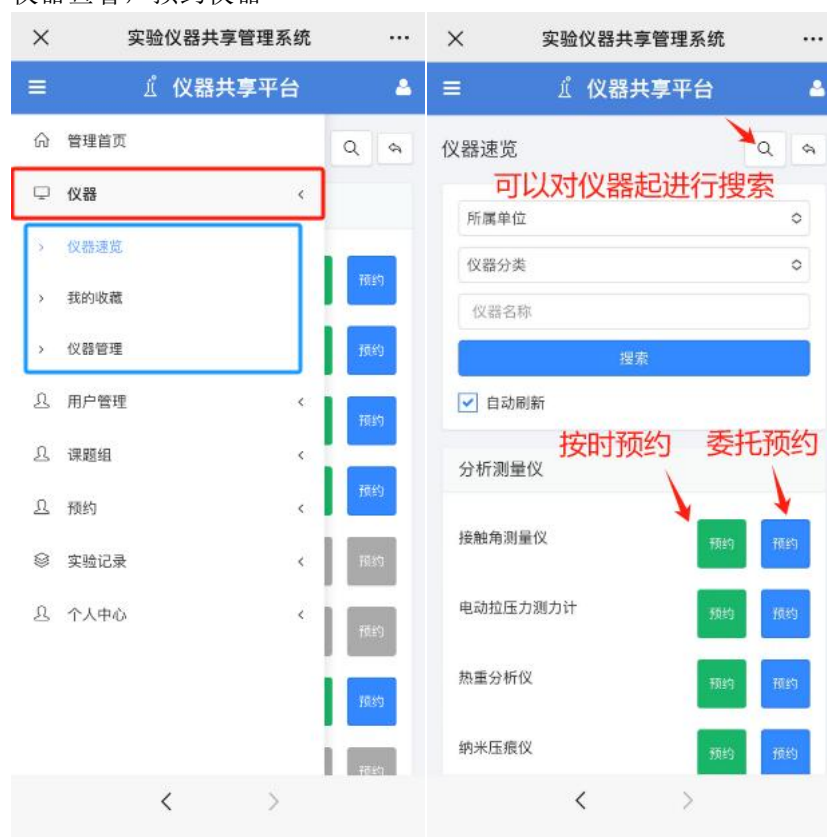 仪器查看，预约仪器
实验仪器共享管理系统
仪器共享平台
管理首页
仪器
仪器速览
我的收藏
仪器管理
用户管理
课题组
预约
实验记录
个人中心
预约
预约
预约
预约
预约
预约
预约
预约
实验仪器共享管理系统
仪器共享平台
仪器速览
可以对仪器起进行搜索
所属单位
仪器分类
仪器名称
搜索
自动刷新
按时预约 委托预约
分析测量仪
接触角测量仪 预约 预约
电动拉压力测力计 预约 预约
热重分析仪 预约 预约
纳米压痕仪 预约 预约